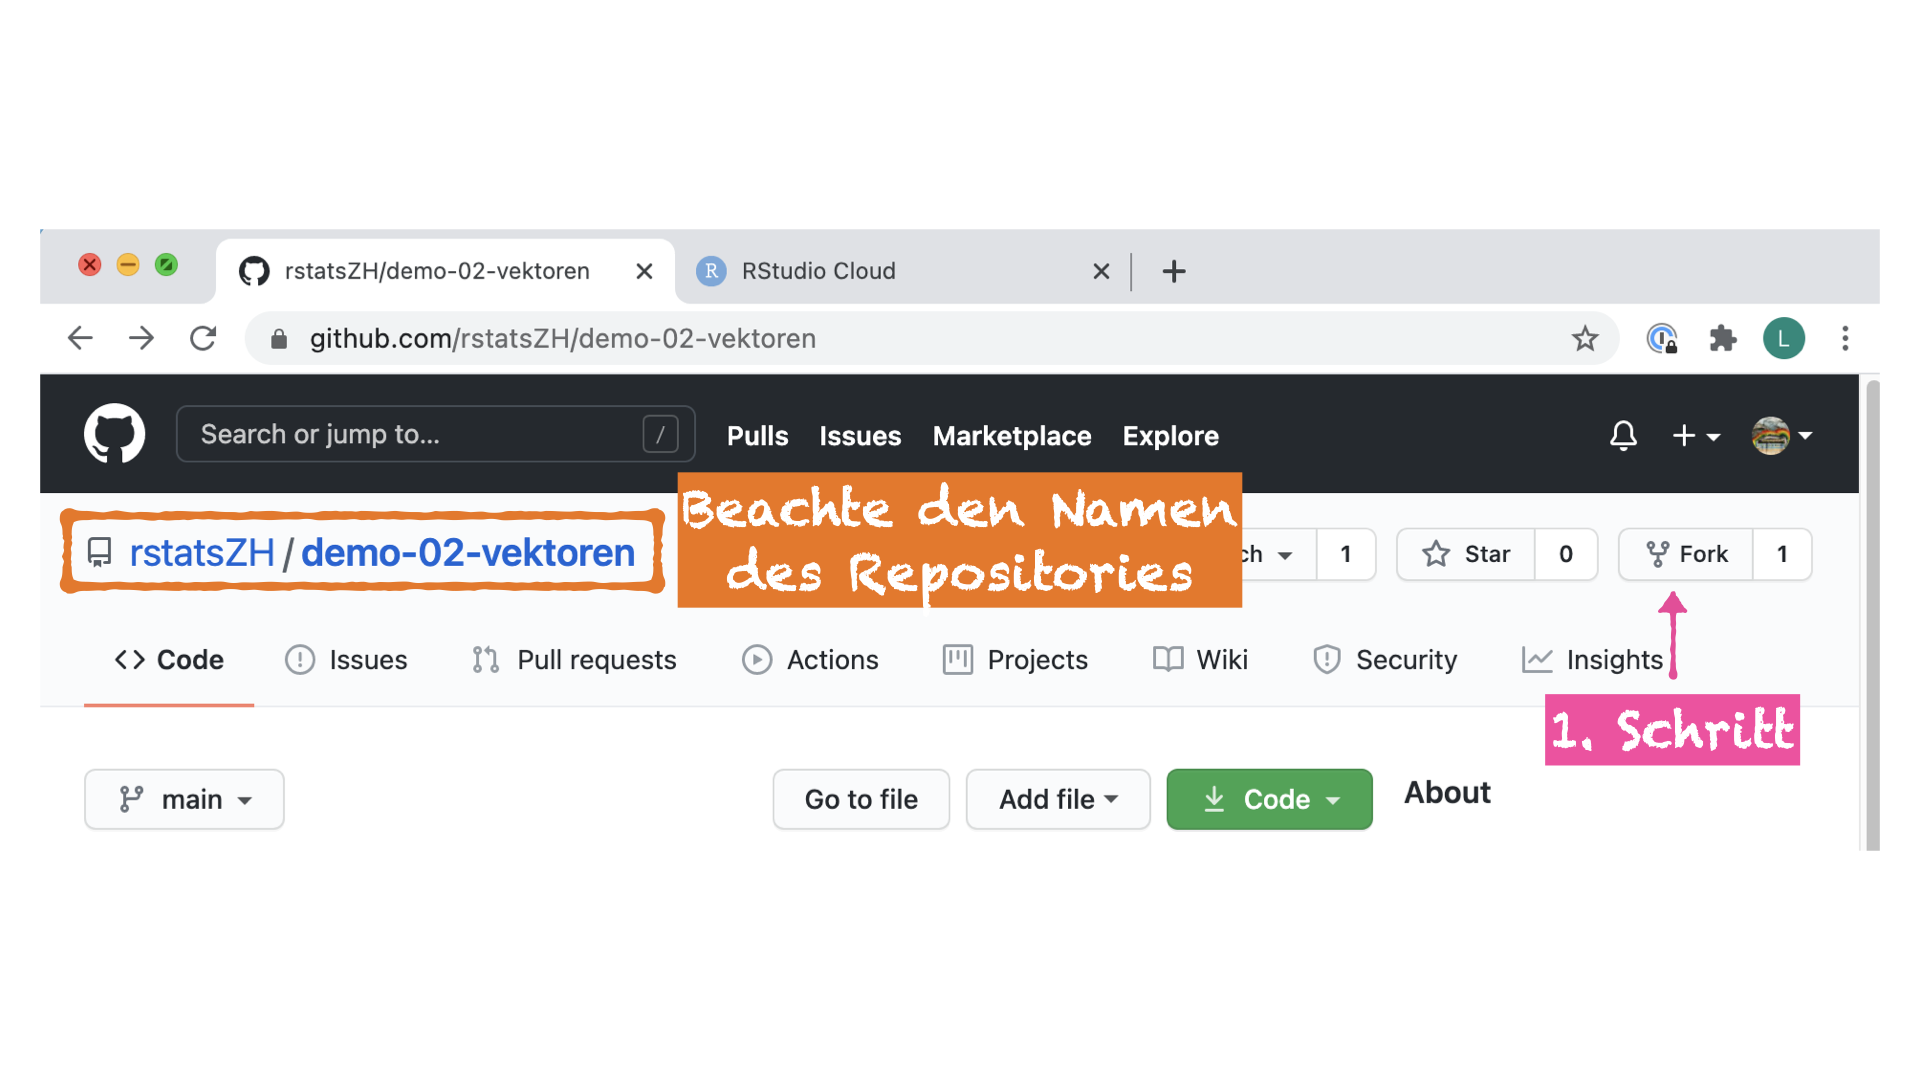 rstatsZH/demo-02-vektoren
R RStudio Cloud
github.com/rstatsZH/demo-02-vektoren
L
Search or jump to... /
Pulls Issues Marketplace Explore
rstatsZH / demo-02-vektoren
Beachte den Namen
des Repositories
ch 1
Star 0
Fork 1
Code Issues Pull requests Actions Projects Wiki Security Insights
1. Schritt
main Go to file Add file Code About